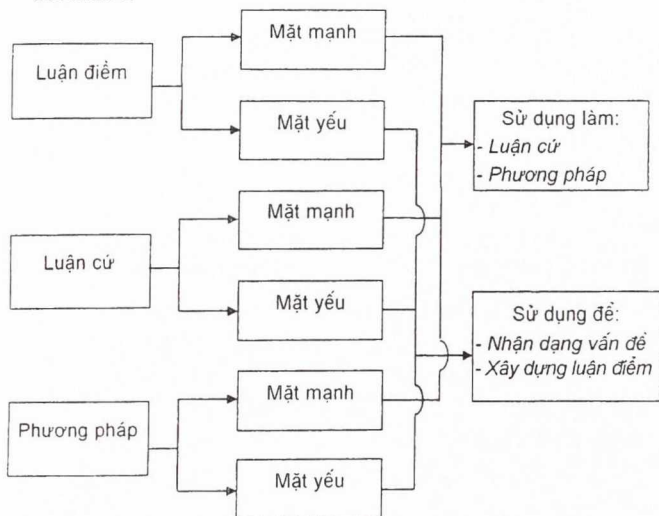 Mặt mạnh
Luận điểm
Mặt yếu
Sử dụng làm:
- Luận cứ
- Phương pháp
Mặt mạnh
Luận cứ
Mặt yếu
Sử dụng để:
- Nhận dạng vấn đề
- Xây dựng luận điểm
Mặt mạnh
Phương pháp
Mặt yếu